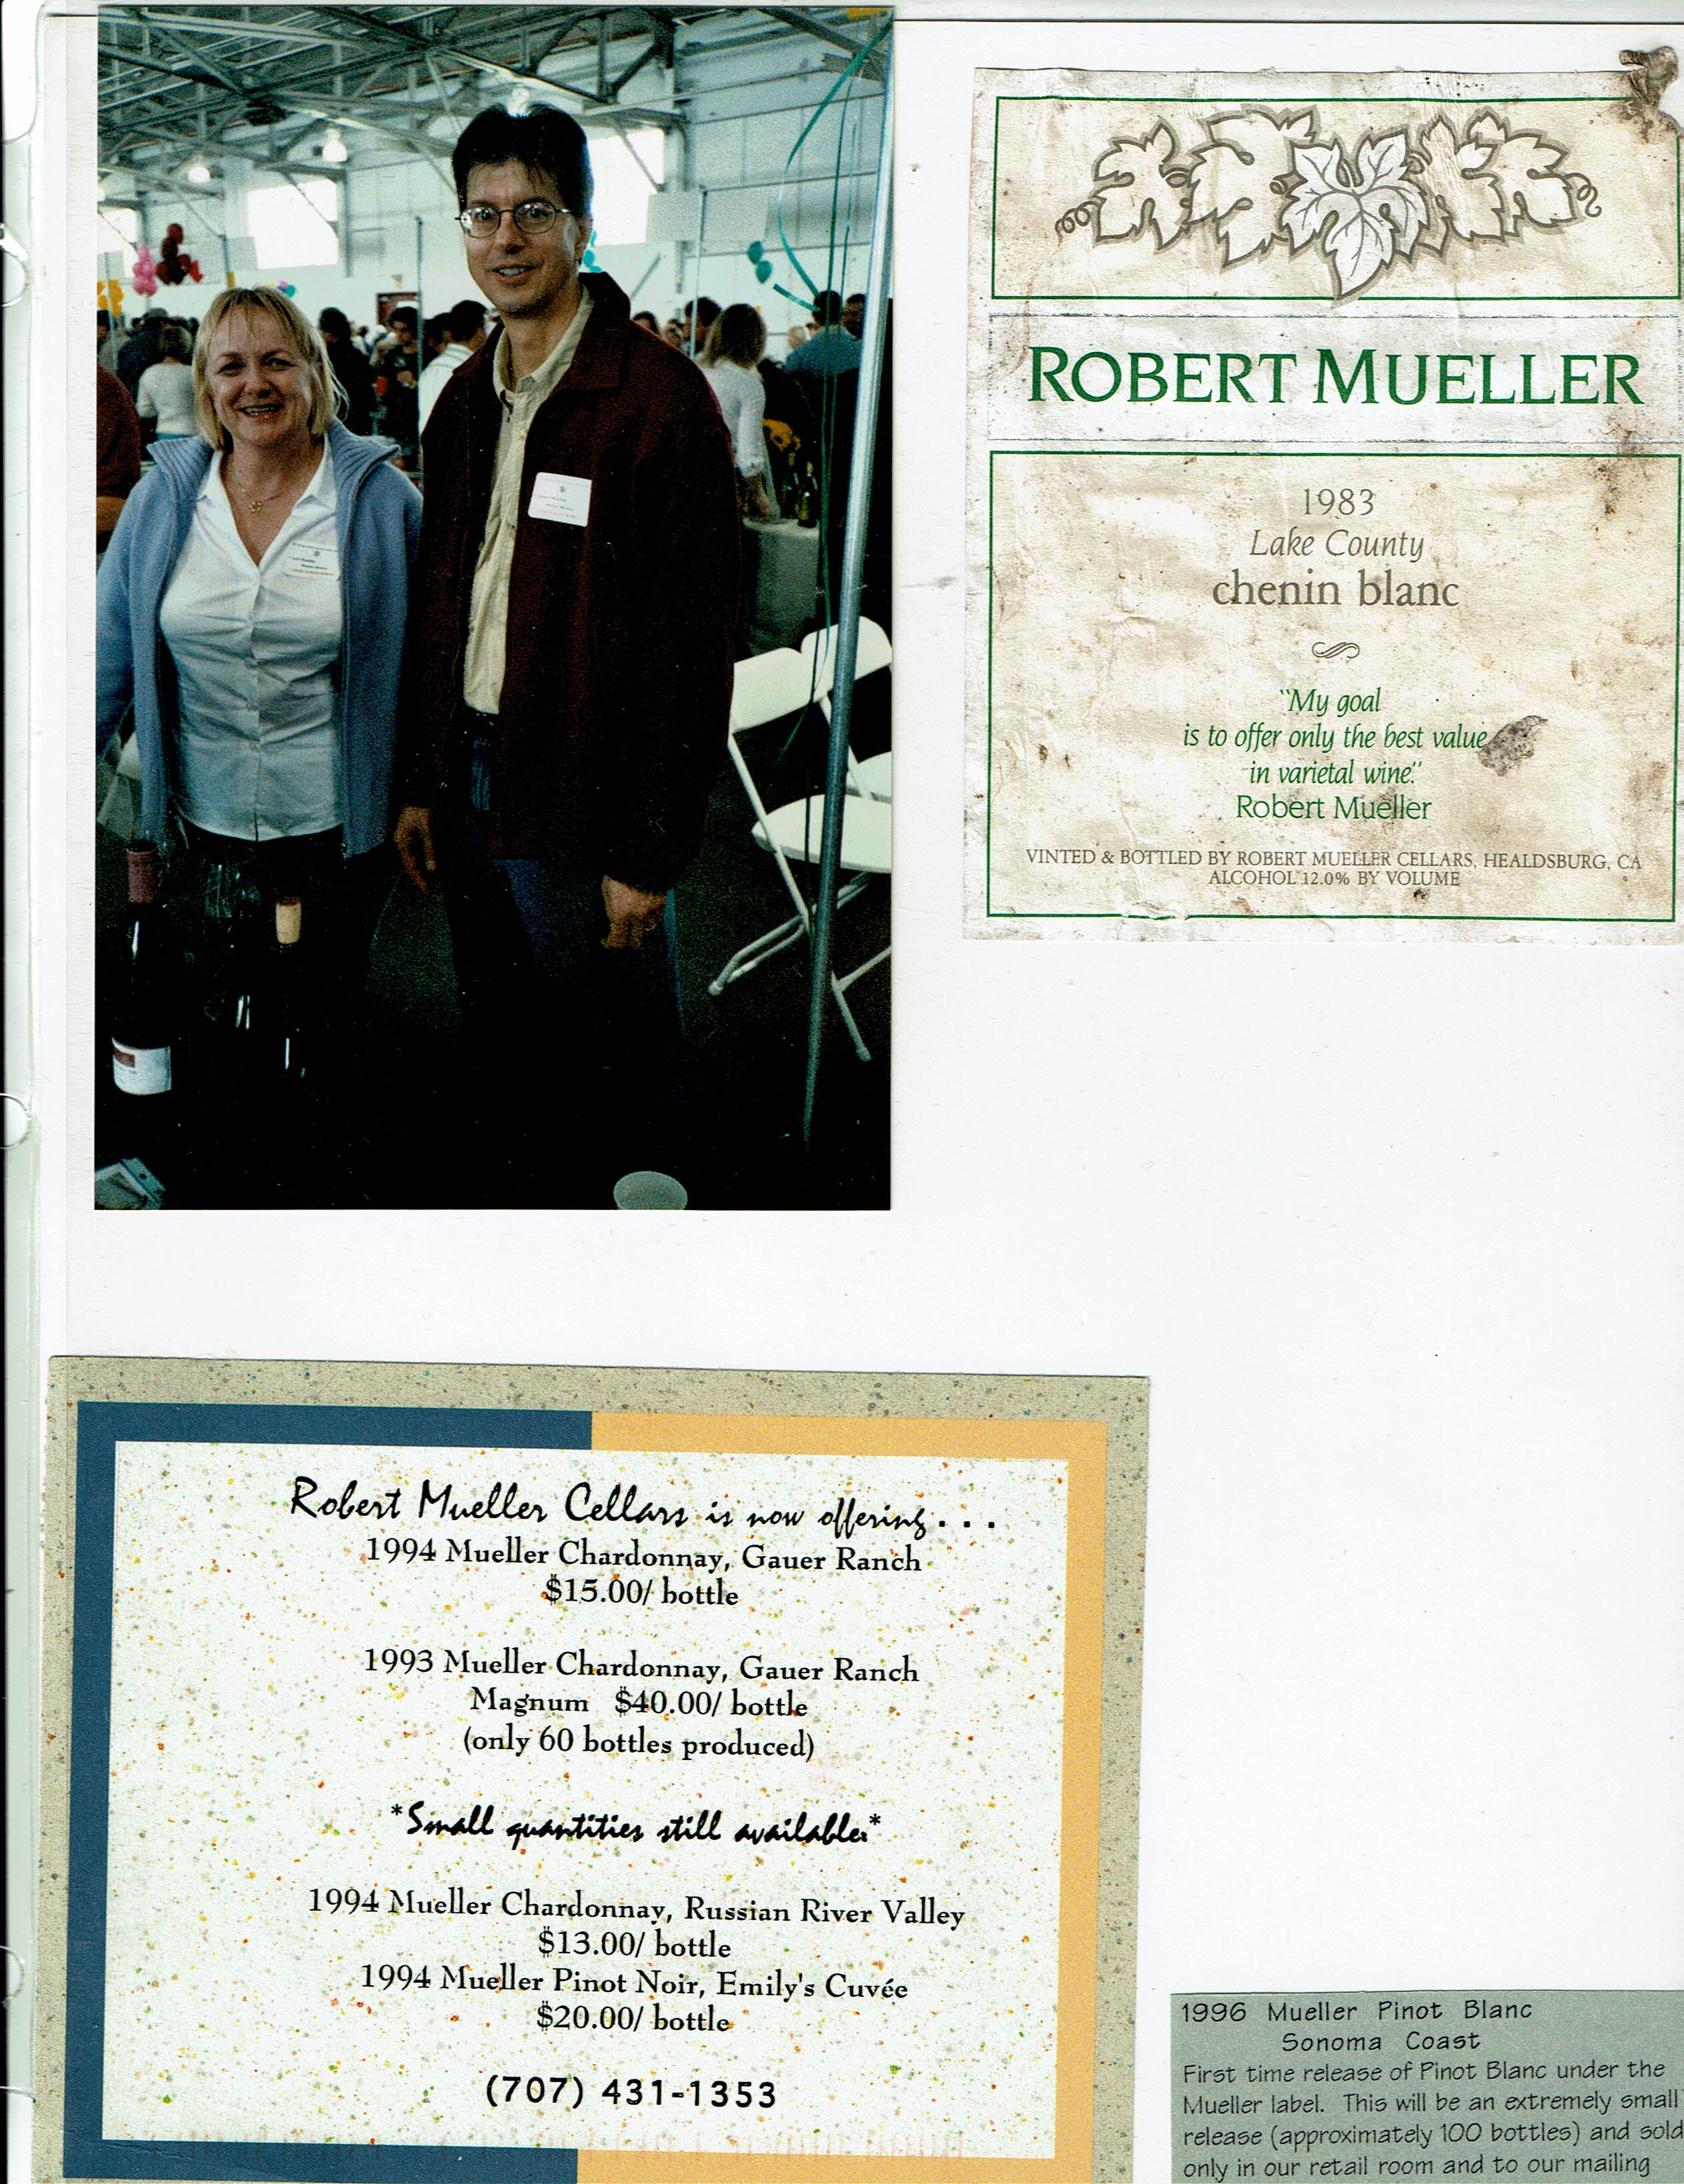 ROBERT MUELLER
1983
Lake County
chenin blanc
"My goal
is to offer only the best value
in varietal wine."
Robert Mueller
VINTED & BOTTLED BY ROBERT MUELLER CELLARS, HEALDSBURG, CA
ALCOHOL 12.0% BY VOLUME
Robert Mueller Cellars is now offering . . .
1994 Mueller Chardonnay, Gauer Ranch
$15.00/ bottle
1993 Mueller Chardonnay, Gauer Ranch
Magnum $40.00/ bottle
(only 60 bottles produced)
*Small quantities still available:*
1994 Mueller Chardonnay, Russian River Valley
$13.00/ bottle
1994 Mueller Pinot Noir, Emily's Cuvée
$20.00/ bottle
(707) 431-1353
1996 Mueller Pinot Blanc
Sonoma Coast
First time release of Pinot Blanc under the
Mueller label. This will be an extremely small
release (approximately 100 bottles) and sold
only in our retail room and to our mailing